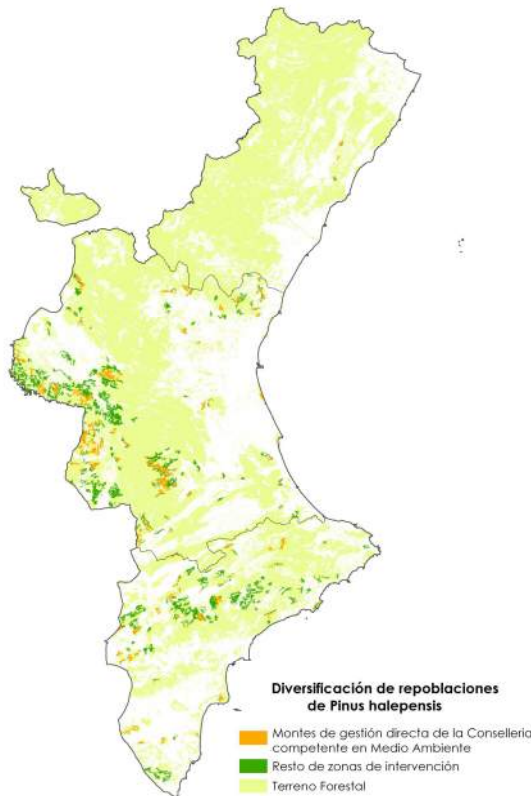 Diversificación de repoblaciones
de Pinus halepensis
Montes de gestión directa de la Conselleria
competente en Medio Ambiente
Resto de zonas de intervención
Terreno Forestal